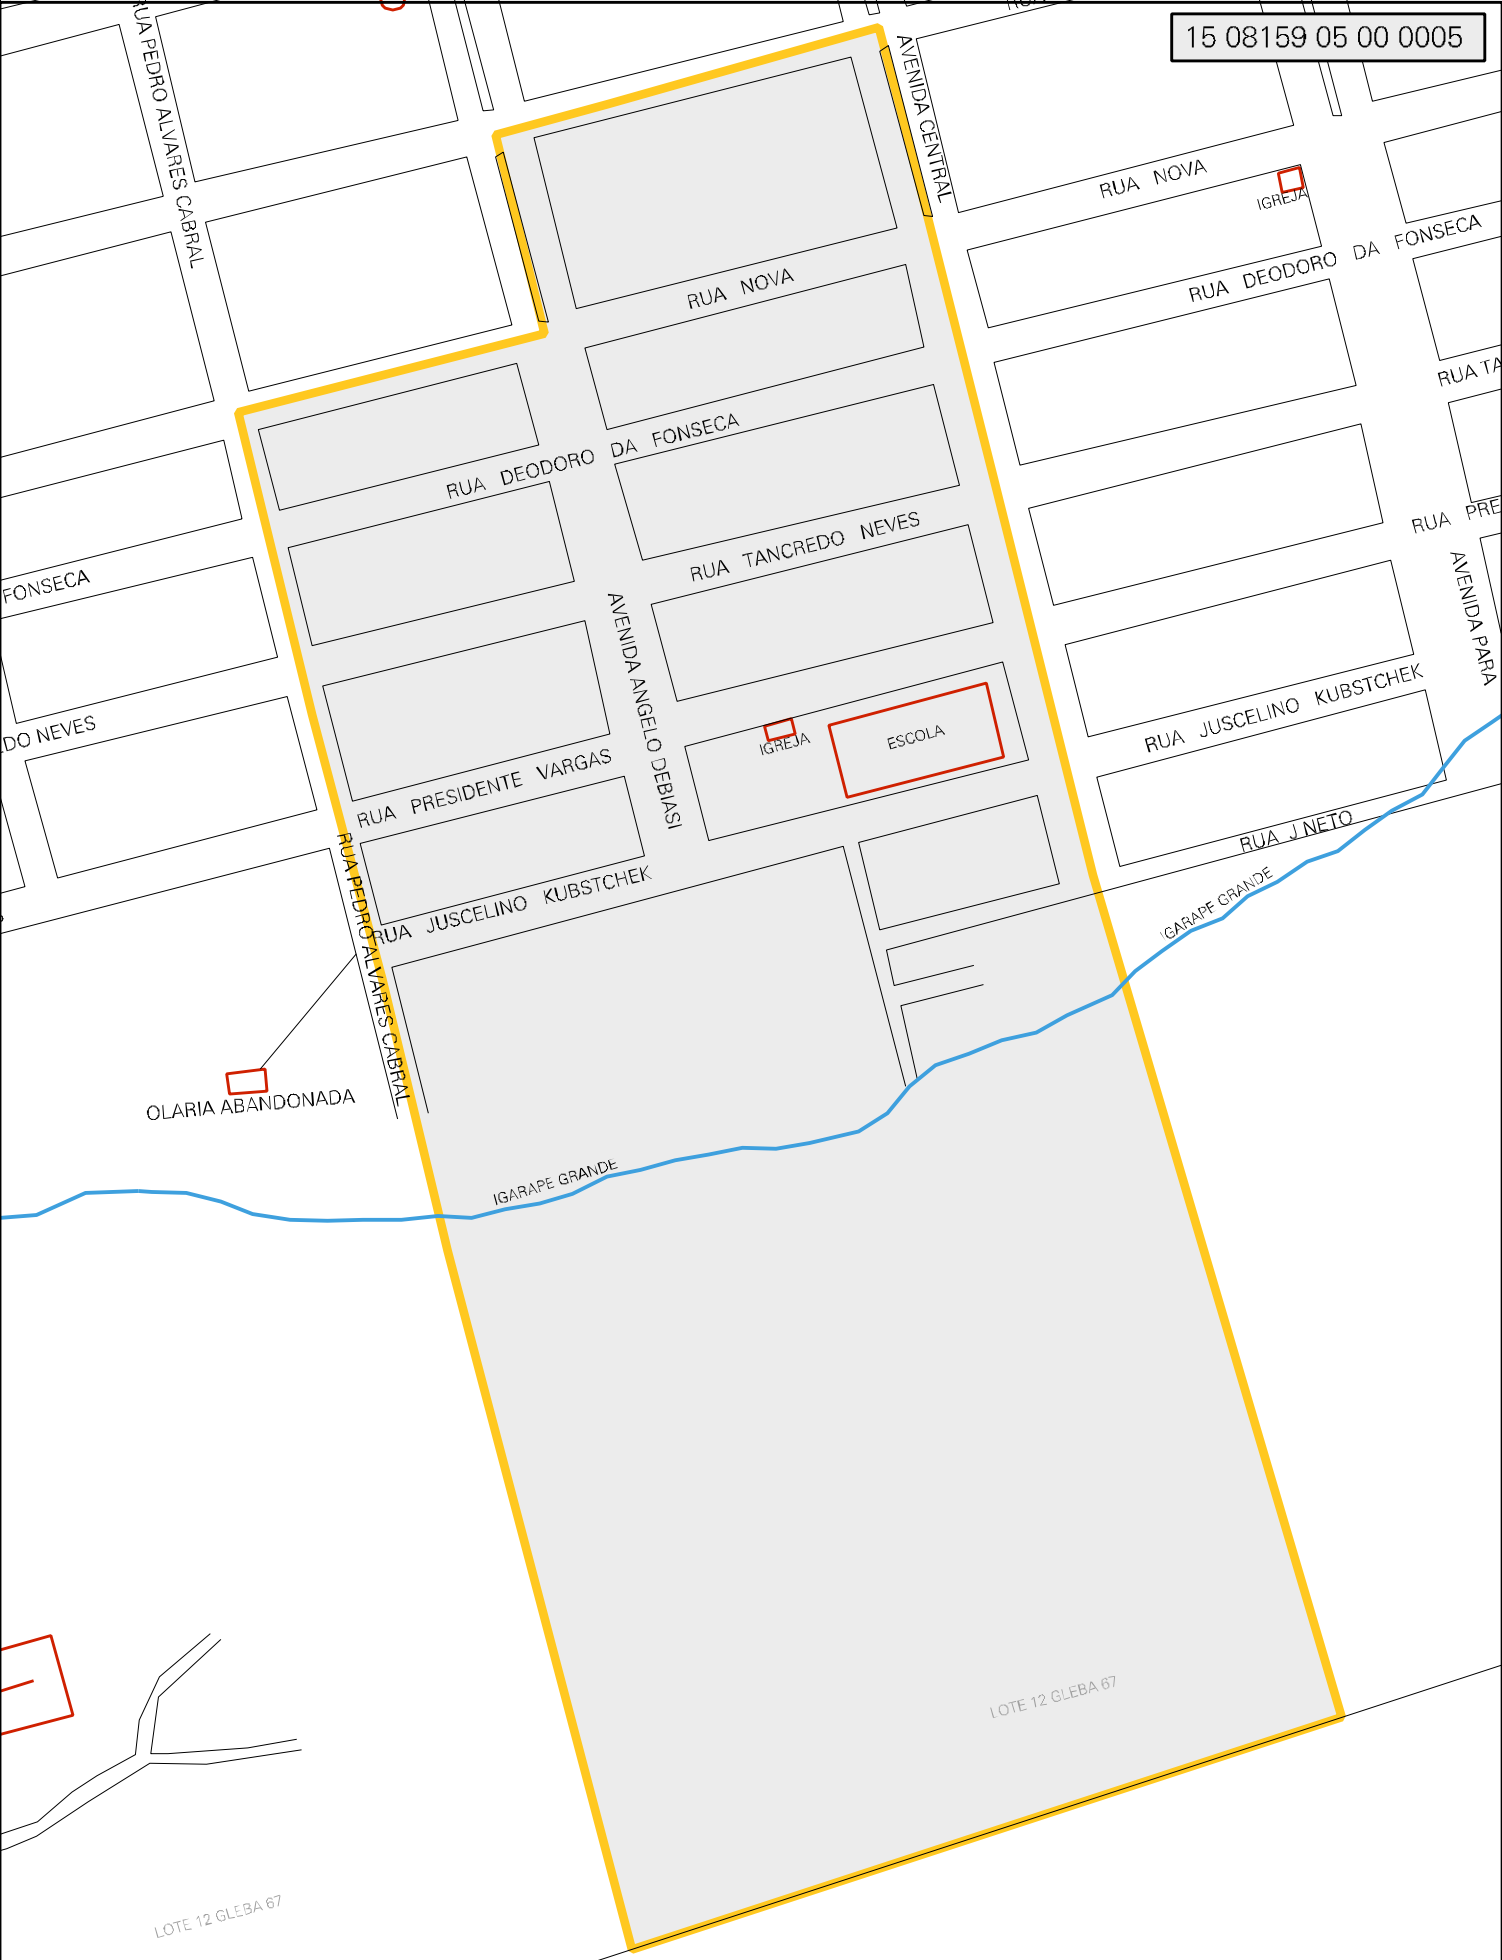 15 08159 05 00 0005
RUA PEDRO ALVARES CABRAL
AVENIDA CENTRAL
RUA NOVA
IGREJA
RUA DEODORO DA FONSECA
RUA NOVA
RUA TA
RUA DEODORO DA FONSECA
RUA TANCREDO NEVES
RUA PRE
FONSECA
AVENIDA PARA
AVENIDA ANGELO DEBIASI
DO NEVES
IGREJA
ESCOLA
RUA JUSCELINO KUBSTCHEK
RUA PRESIDENTE VARGAS
RUA J NETO
RUA PEDRO ALVARES CABRAL
RUA JUSCELINO KUBSTCHEK
IGARAPE GRANDE
OLARIA ABANDONADA
IGARAPE GRANDE
LOTE 12 GLEBA 67
LOTE 12 GLEBA 67